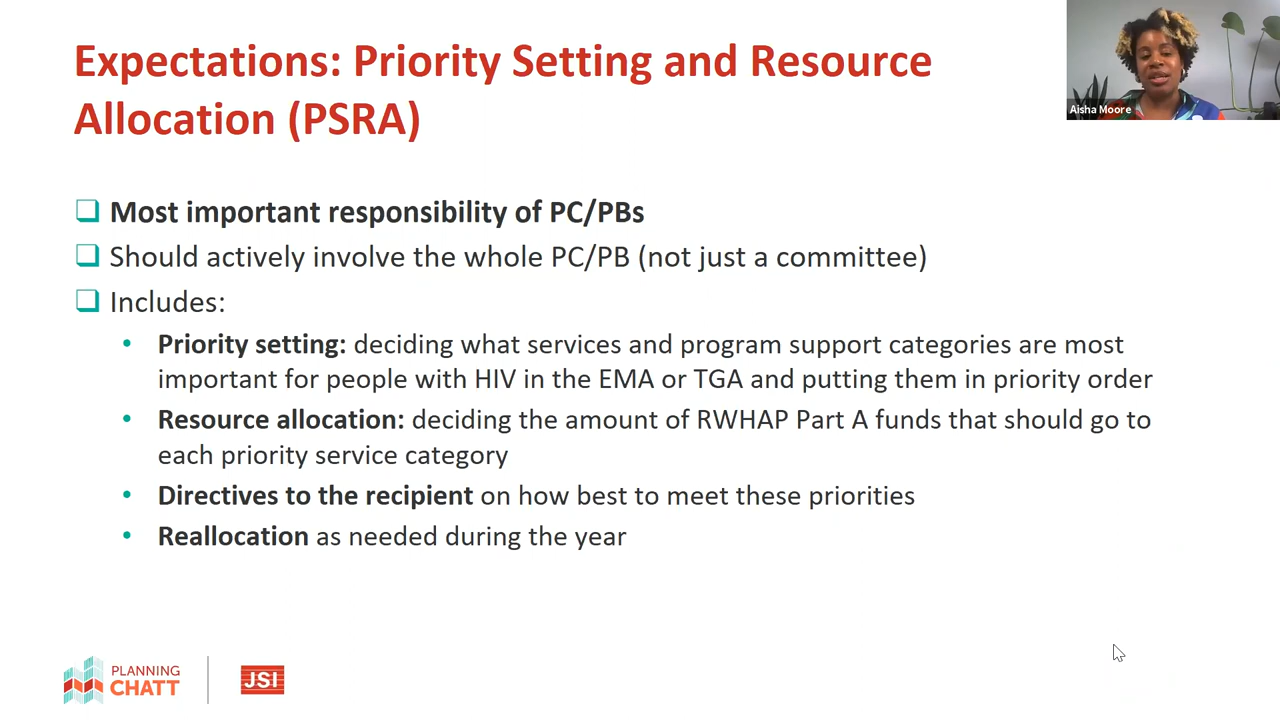 Expectations: Priority Setting and Resource
Allocation (PSRA)
Aisha Moore
Most important responsibility of PC/PBs
Should actively involve the whole PC/PB (not just a committee)
Includes:
• Priority setting: deciding what services and program support categories are most
important for people with HIV in the EMA or TGA and putting them in priority order
• Resource allocation: deciding the amount of RWHAP Part A funds that should go to
each priority service category
• Directives to the recipient on how best to meet these priorities
• Reallocation as needed during the year
PLANNING
CHATT
JSI